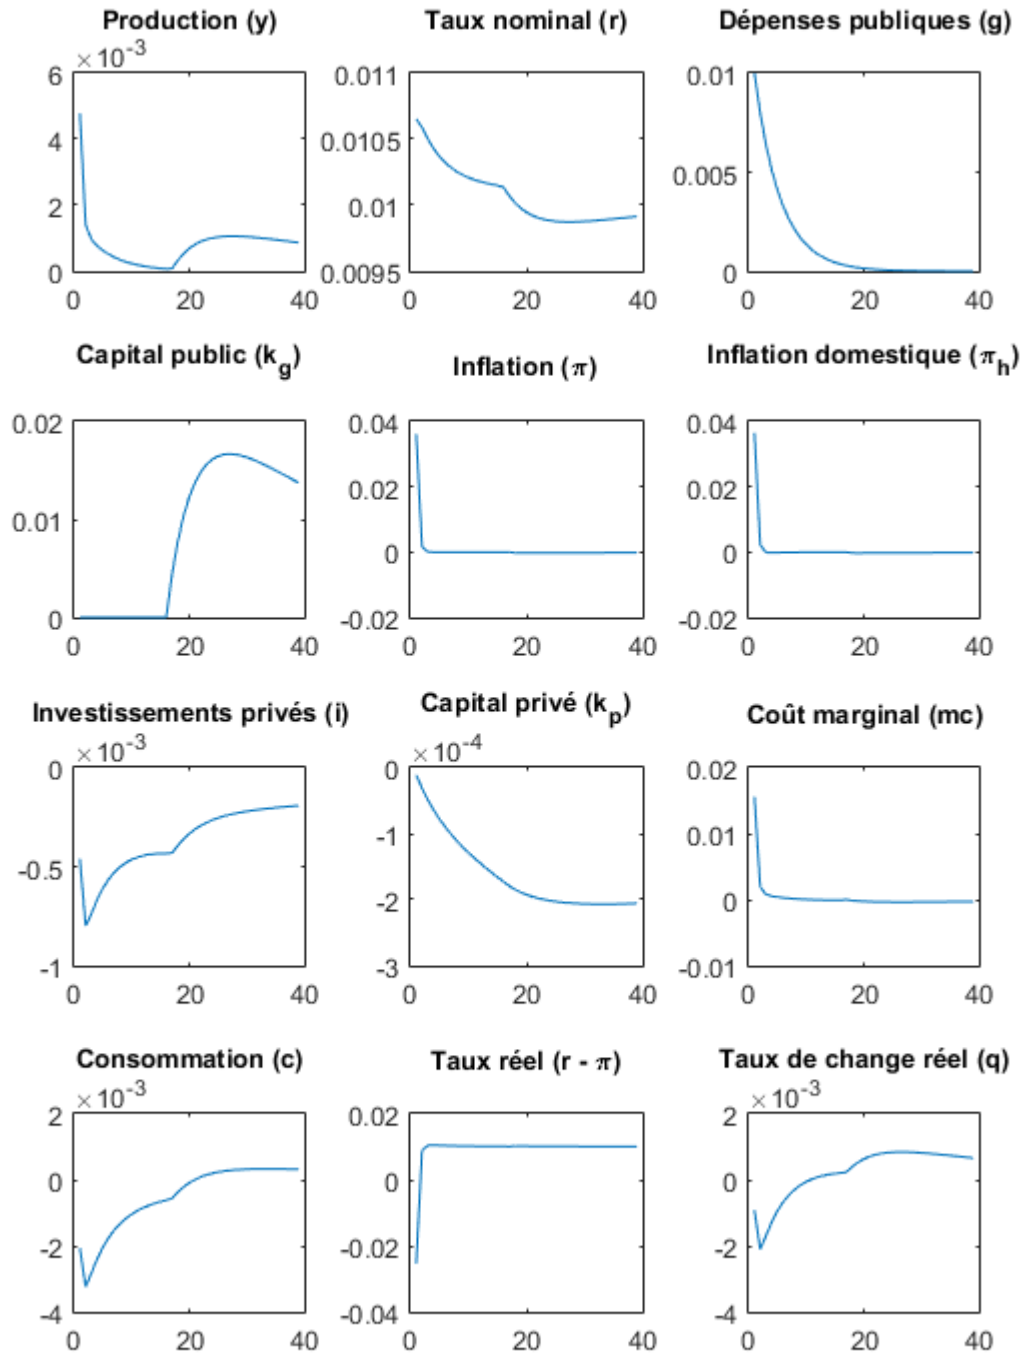 Production (y)
× 10^-3
6
4
2
0
0 20 40
Taux nominal (r)
0.011
0.0105
0.01
0.0095
0 20 40
Dépenses publiques (g)
0.01
0.005
0
0 20 40
Capital public (k_g)
0.02
0.01
0
0 20 40
Inflation (π)
0.04
0.02
0
-0.02
0 20 40
Inflation domestique (π_h)
0.04
0.02
0
-0.02
0 20 40
Investissements privés (i)
× 10^-3
0
-0.5
-1
0 20 40
Capital privé (k_p)
× 10^-4
0
-1
-2
-3
0 20 40
Coût marginal (mc)
0.02
0.01
0
-0.01
0 20 40
Consommation (c)
× 10^-3
2
0
-2
-4
0 20 40
Taux réel (r - π)
0.02
0
-0.02
-0.04
0 20 40
Taux de change réel (q)
× 10^-3
2
0
-2
-4
0 20 40